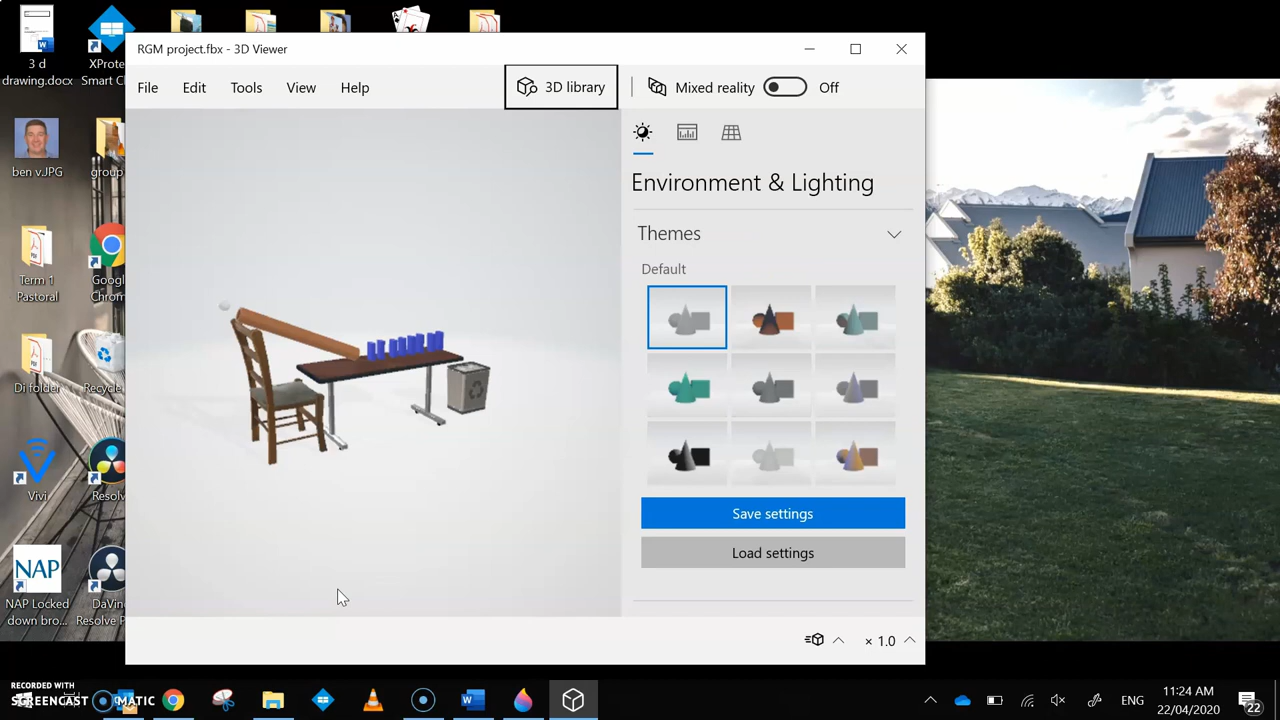 3 d
drawing.docx
XProte
Smart Cl
RGM project.fbx - 3D Viewer
File
Edit
Tools
View
Help
3D library
Mixed reality
Off
ben v.JPG
group
Environment & Lighting
Themes
Default
Term 1
Pastoral
Googl
Chrom
Di folder
Recycle
Vivi
Resolv
Save settings
Load settings
NAP
NAP Locked
down bro...
DaVinc
Resolve P
× 1.0
RECORDED WITH
SCREENCAST MATIC
ENG
11:24 AM
22/04/2020
22